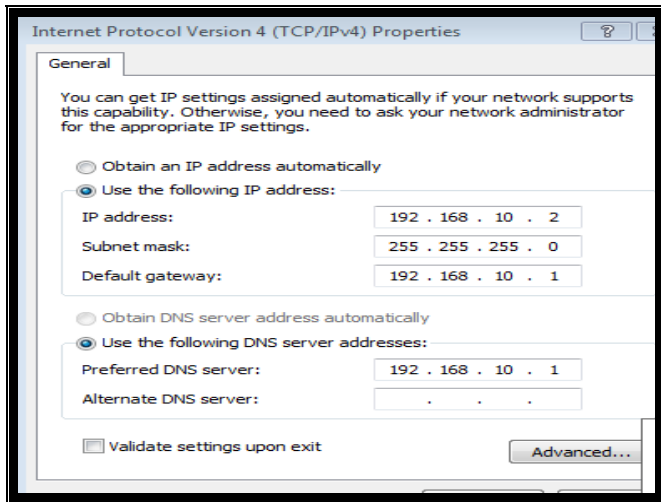 Internet Protocol Version 4 (TCP/IPv4) Properties
?
General
You can get IP settings assigned automatically if your network supports
this capability. Otherwise, you need to ask your network administrator
for the appropriate IP settings.
Obtain an IP address automatically
Use the following IP address:
IP address: 192 . 168 . 10 . 2
Subnet mask: 255 . 255 . 255 . 0
Default gateway: 192 . 168 . 10 . 1
Obtain DNS server address automatically
Use the following DNS server addresses:
Preferred DNS server: 192 . 168 . 10 . 1
Alternate DNS server: . . .
Validate settings upon exit
Advanced...